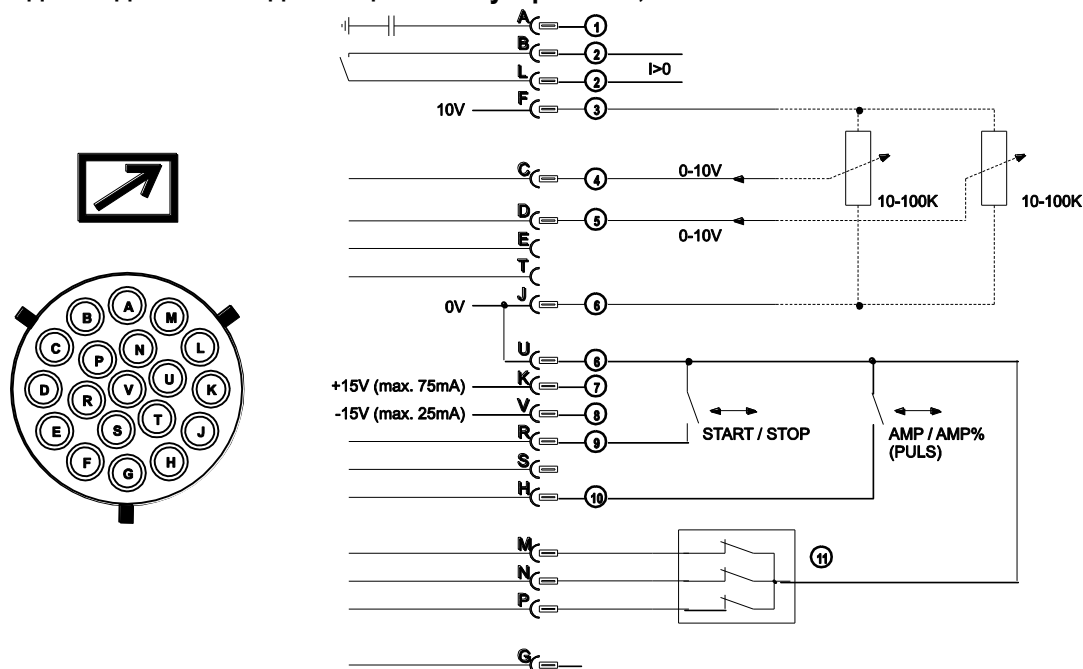 A 1
B 2
L 2 I>0
10V F 3
C 4 0-10V
10-100K 10-100K
D 5
0-10V
E
T
0V J 6
U 6
+15V (max. 75mA) K 7
-15V (max. 25mA) V 8
R 9 START / STOP AMP / AMP%
(PULS)
S
H 10
M 11
N
P
G
A
B M
C N L
P
D V U K
R
E S T J
F H
G